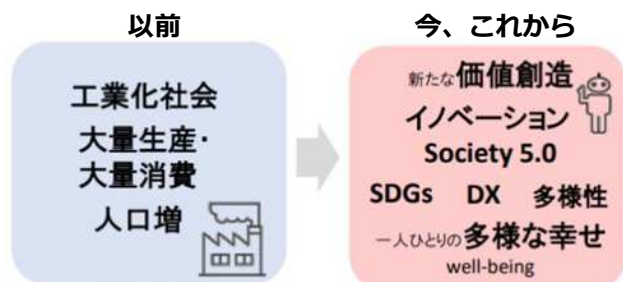 以前
工業化社会
大量生産・
大量消費
人口増
今、これから
新たな価値創造
イノベーション
Society 5.0
SDGs DX 多様性
一人ひとりの多様な幸せ
well-being